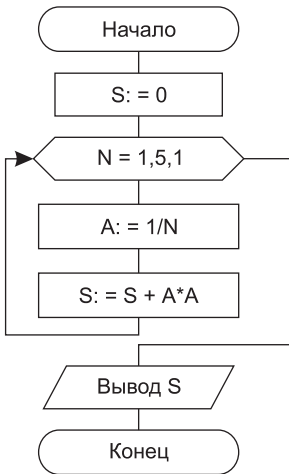 Начало
S: = 0
N = 1,5,1
A: = 1/N
S: = S + A*A
Вывод S
Конец